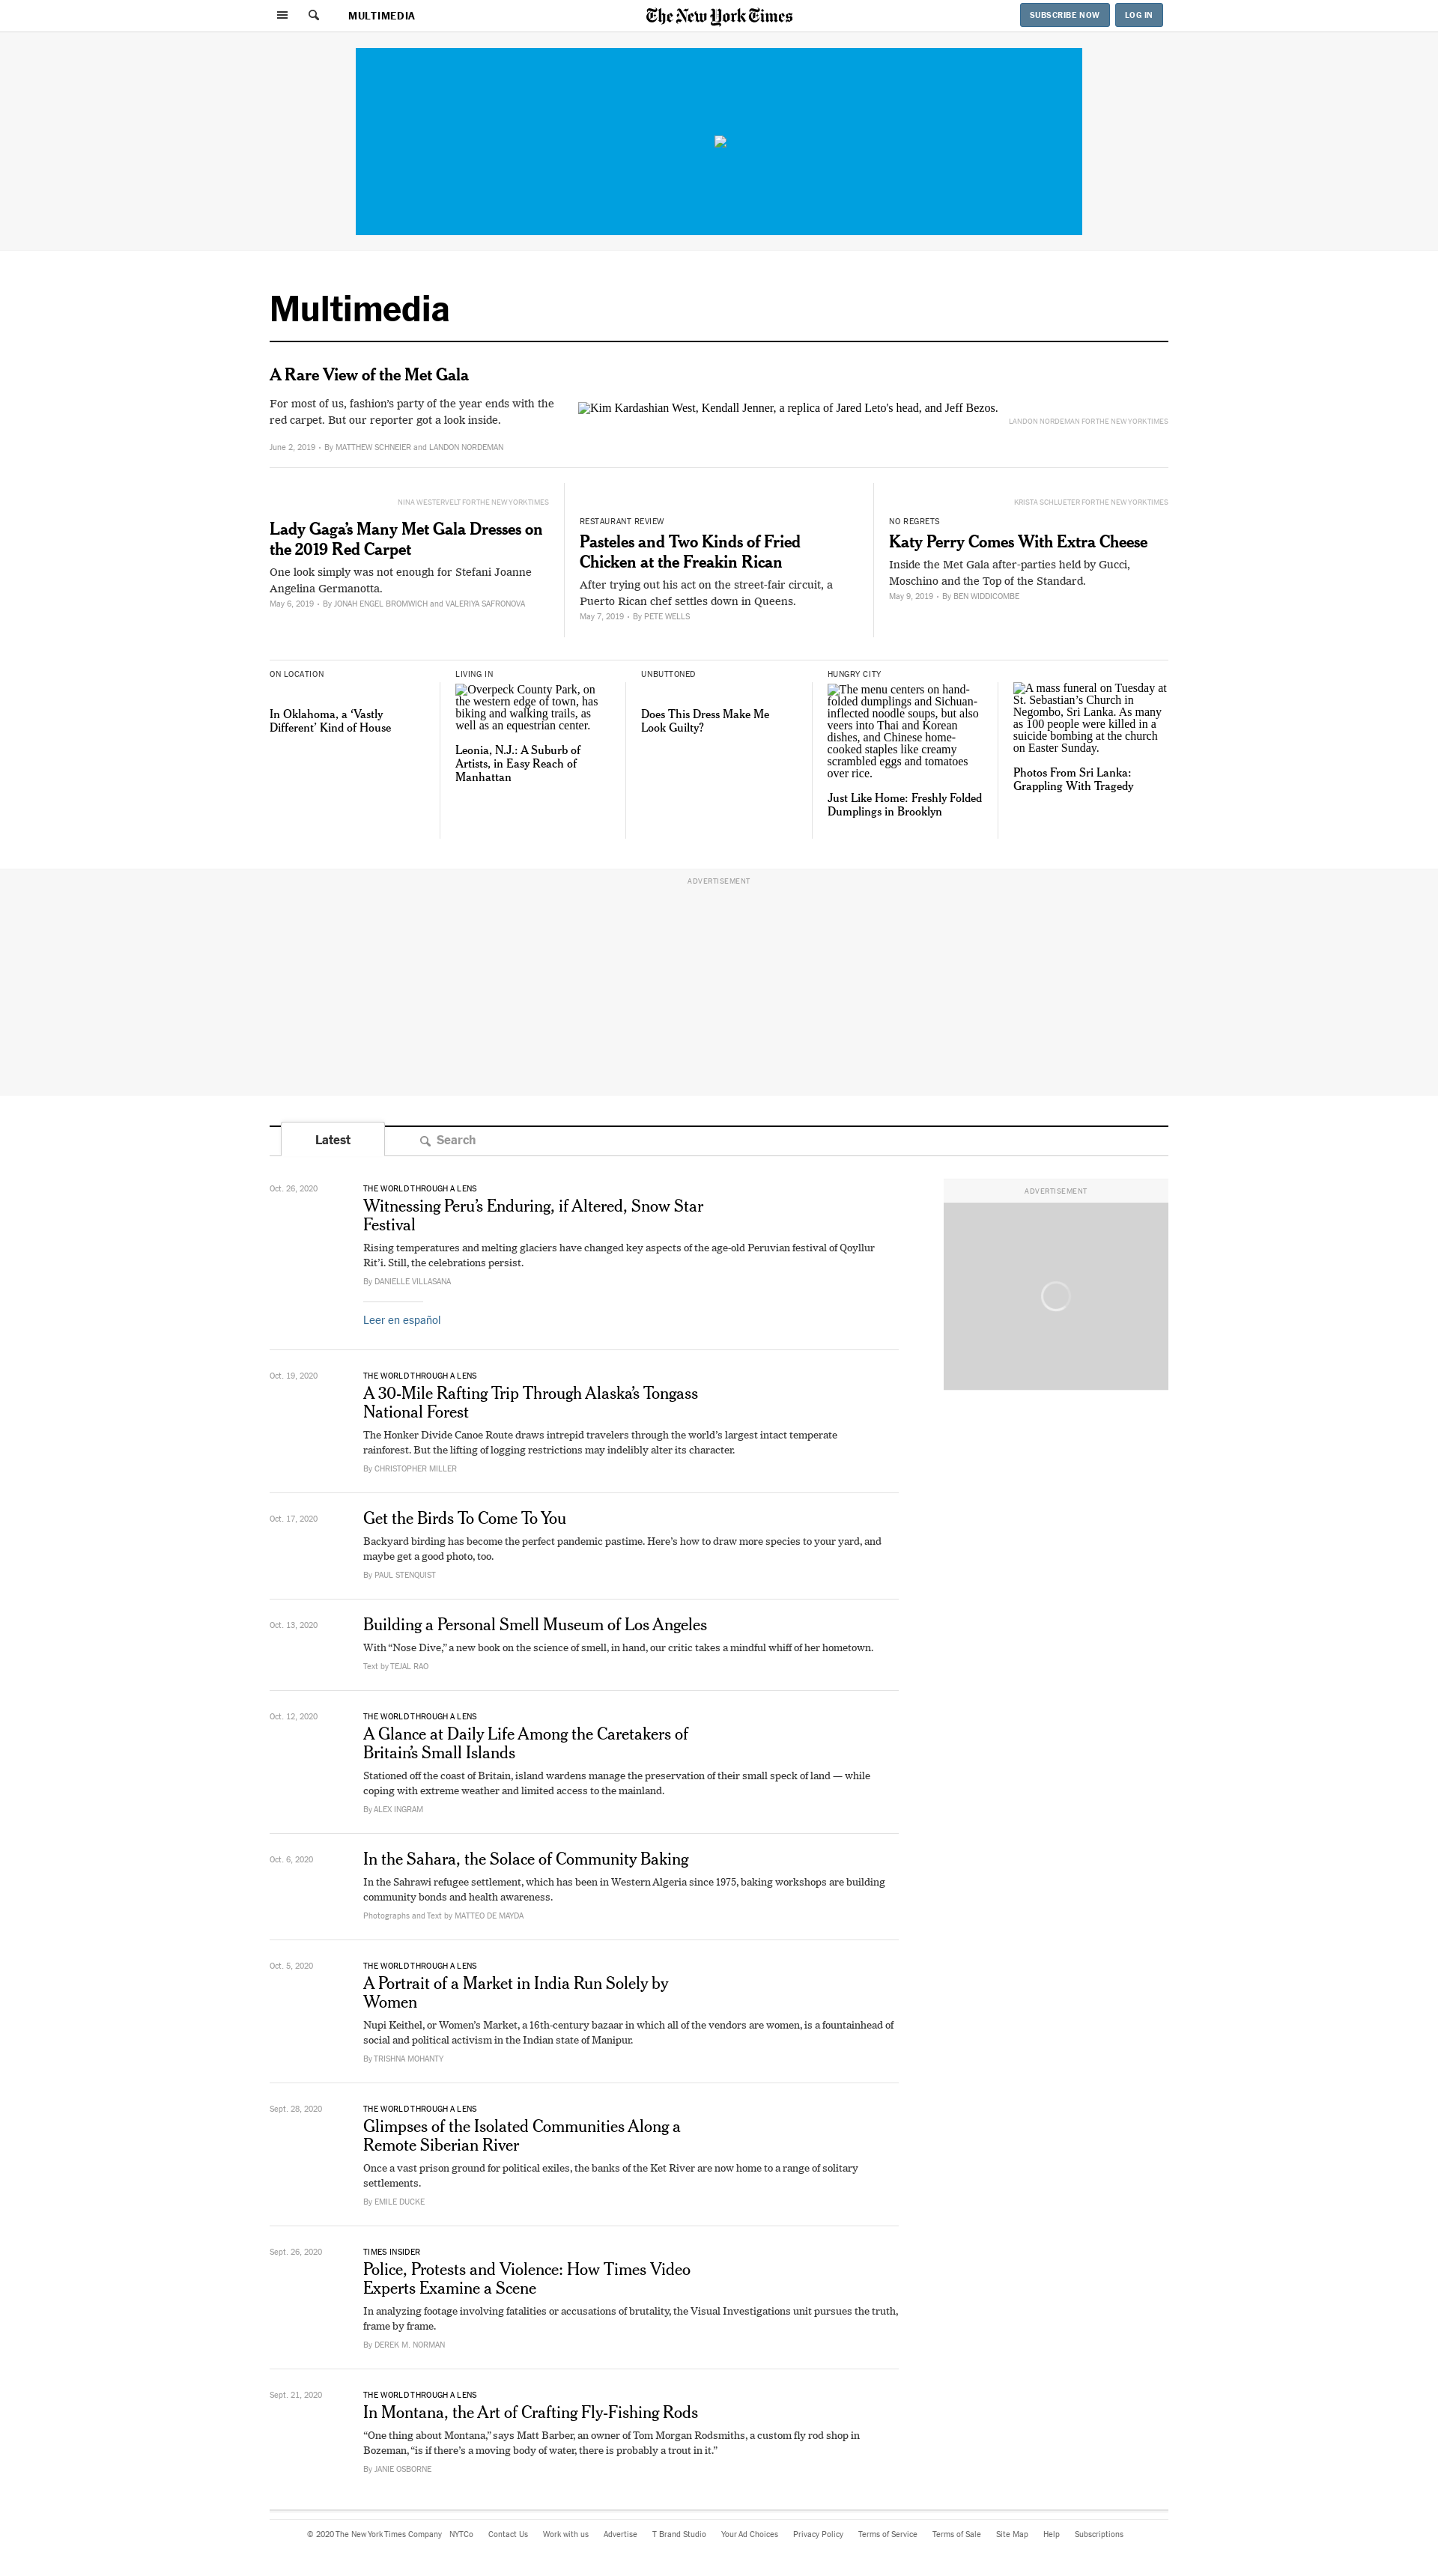 MULTIMEDIA
The New York Times
SUBSCRIBE NOW
LOG IN
Multimedia
A Rare View of the Met Gala
For most of us, fashion’s party of the year ends with the
red carpet. But our reporter got a look inside.
June 2, 2019 • By MATTHEW SCHNEIER and LANDON NORDEMAN
Kim Kardashian West, Kendall Jenner, a replica of Jared Leto's head, and Jeff Bezos.
LANDON NORDEMAN FOR THE NEW YORK TIMES
NINA WESTERVELT FOR THE NEW YORK TIMES
Lady Gaga’s Many Met Gala Dresses on
the 2019 Red Carpet
One look simply was not enough for Stefani Joanne
Angelina Germanotta.
May 6, 2019 • By JONAH ENGEL BROMWICH and VALERIYA SAFRONOVA
RESTAURANT REVIEW
Pasteles and Two Kinds of Fried
Chicken at the Freakin Rican
After trying out his act on the street-fair circuit, a
Puerto Rican chef settles down in Queens.
May 7, 2019 • By PETE WELLS
KRISTA SCHLUETER FOR THE NEW YORK TIMES
NO REGRETS
Katy Perry Comes With Extra Cheese
Inside the Met Gala after-parties held by Gucci,
Moschino and the Top of the Standard.
May 9, 2019 • By BEN WIDDICOMBE
ON LOCATION
In Oklahoma, a ‘Vastly
Different’ Kind of House
LIVING IN
Overpeck County Park, on
the western edge of town, has
biking and walking trails, as
well as an equestrian center.
Leonia, N.J.: A Suburb of
Artists, in Easy Reach of
Manhattan
UNBUTTONED
Does This Dress Make Me
Look Guilty?
HUNGRY CITY
The menu centers on hand-
folded dumplings and Sichuan-
inflected noodle soups, but also
veers into Thai and Korean
dishes, and Chinese home-
cooked staples like creamy
scrambled eggs and tomatoes
over rice.
Just Like Home: Freshly Folded
Dumplings in Brooklyn
A mass funeral on Tuesday at
St. Sebastian’s Church in
Negombo, Sri Lanka. As many
as 100 people were killed in a
suicide bombing at the church
on Easter Sunday.
Photos From Sri Lanka:
Grappling With Tragedy
ADVERTISEMENT
Latest
Search
ADVERTISEMENT
Oct. 26, 2020
THE WORLD THROUGH A LENS
Witnessing Peru’s Enduring, if Altered, Snow Star
Festival
Rising temperatures and melting glaciers have changed key aspects of the age-old Peruvian festival of Qoyllur
Rit’i. Still, the celebrations persist.
By DANIELLE VILLASANA
Leer en español
Oct. 19, 2020
THE WORLD THROUGH A LENS
A 30-Mile Rafting Trip Through Alaska’s Tongass
National Forest
The Honker Divide Canoe Route draws intrepid travelers through the world’s largest intact temperate
rainforest. But the lifting of logging restrictions may indelibly alter its character.
By CHRISTOPHER MILLER
Oct. 17, 2020
Get the Birds To Come To You
Backyard birding has become the perfect pandemic pastime. Here’s how to draw more species to your yard, and
maybe get a good photo, too.
By PAUL STENQUIST
Oct. 13, 2020
Building a Personal Smell Museum of Los Angeles
With “Nose Dive,” a new book on the science of smell, in hand, our critic takes a mindful whiff of her hometown.
Text by TEJAL RAO
Oct. 12, 2020
THE WORLD THROUGH A LENS
A Glance at Daily Life Among the Caretakers of
Britain’s Small Islands
Stationed off the coast of Britain, island wardens manage the preservation of their small speck of land — while
coping with extreme weather and limited access to the mainland.
By ALEX INGRAM
Oct. 6, 2020
In the Sahara, the Solace of Community Baking
In the Sahrawi refugee settlement, which has been in Western Algeria since 1975, baking workshops are building
community bonds and health awareness.
Photographs and Text by MATTEO DE MAYDA
Oct. 5, 2020
THE WORLD THROUGH A LENS
A Portrait of a Market in India Run Solely by
Women
Nupi Keithel, or Women’s Market, a 16th-century bazaar in which all of the vendors are women, is a fountainhead of
social and political activism in the Indian state of Manipur.
By TRISHNA MOHANTY
Sept. 28, 2020
THE WORLD THROUGH A LENS
Glimpses of the Isolated Communities Along a
Remote Siberian River
Once a vast prison ground for political exiles, the banks of the Ket River are now home to a range of solitary
settlements.
By EMILE DUCKE
Sept. 26, 2020
TIMES INSIDER
Police, Protests and Violence: How Times Video
Experts Examine a Scene
In analyzing footage involving fatalities or accusations of brutality, the Visual Investigations unit pursues the truth,
frame by frame.
By DEREK M. NORMAN
Sept. 21, 2020
THE WORLD THROUGH A LENS
In Montana, the Art of Crafting Fly-Fishing Rods
“One thing about Montana,” says Matt Barber, an owner of Tom Morgan Rodsmiths, a custom fly rod shop in
Bozeman, “is if there’s a moving body of water, there is probably a trout in it.”
By JANIE OSBORNE
© 2020 The New York Times Company NYTCo Contact Us Work with us Advertise T Brand Studio Your Ad Choices Privacy Policy Terms of Service Terms of Sale Site Map Help Subscriptions